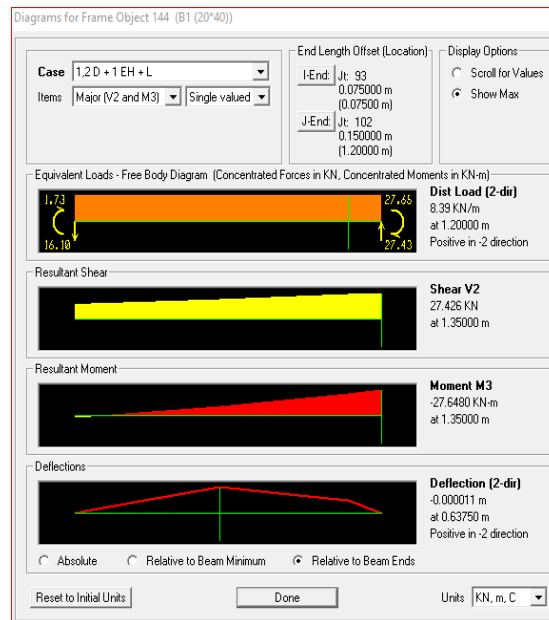 Diagrams for Frame Object 144 (B1 (20*40))
Case 1,2 D + 1 EH + L
Items Major (V2 and M3) Single valued
End Length Offset (Location)
I-End: Jt: 93
0.075000 m
(0.07500 m)
J-End: Jt: 102
0.150000 m
(1.20000 m)
Display Options
Scroll for Values
Show Max
Equivalent Loads - Free Body Diagram (Concentrated Forces in KN, Concentrated Moments in KN-m)
1.73 27.65
16.10 27.43
Dist Load (2-dir)
8.39 KN/m
at 1.20000 m
Positive in -2 direction
Resultant Shear
Shear V2
27.426 KN
at 1.35000 m
Resultant Moment
Moment M3
-27.6480 KN-m
at 1.35000 m
Deflections
Deflection (2-dir)
-0.000011 m
at 0.63750 m
Positive in -2 direction
Absolute Relative to Beam Minimum Relative to Beam Ends
Reset to Initial Units Done Units KN, m, C